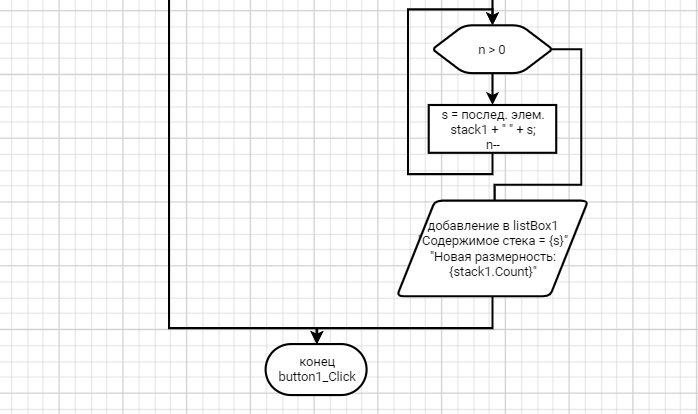 n > 0
s = послед. элем.
stack1 + " " + s;
n--
добавление в listBox1
"Содержимое стека = {s}"
"Новая размерность:
{stack1.Count}"
конец
button1_Click